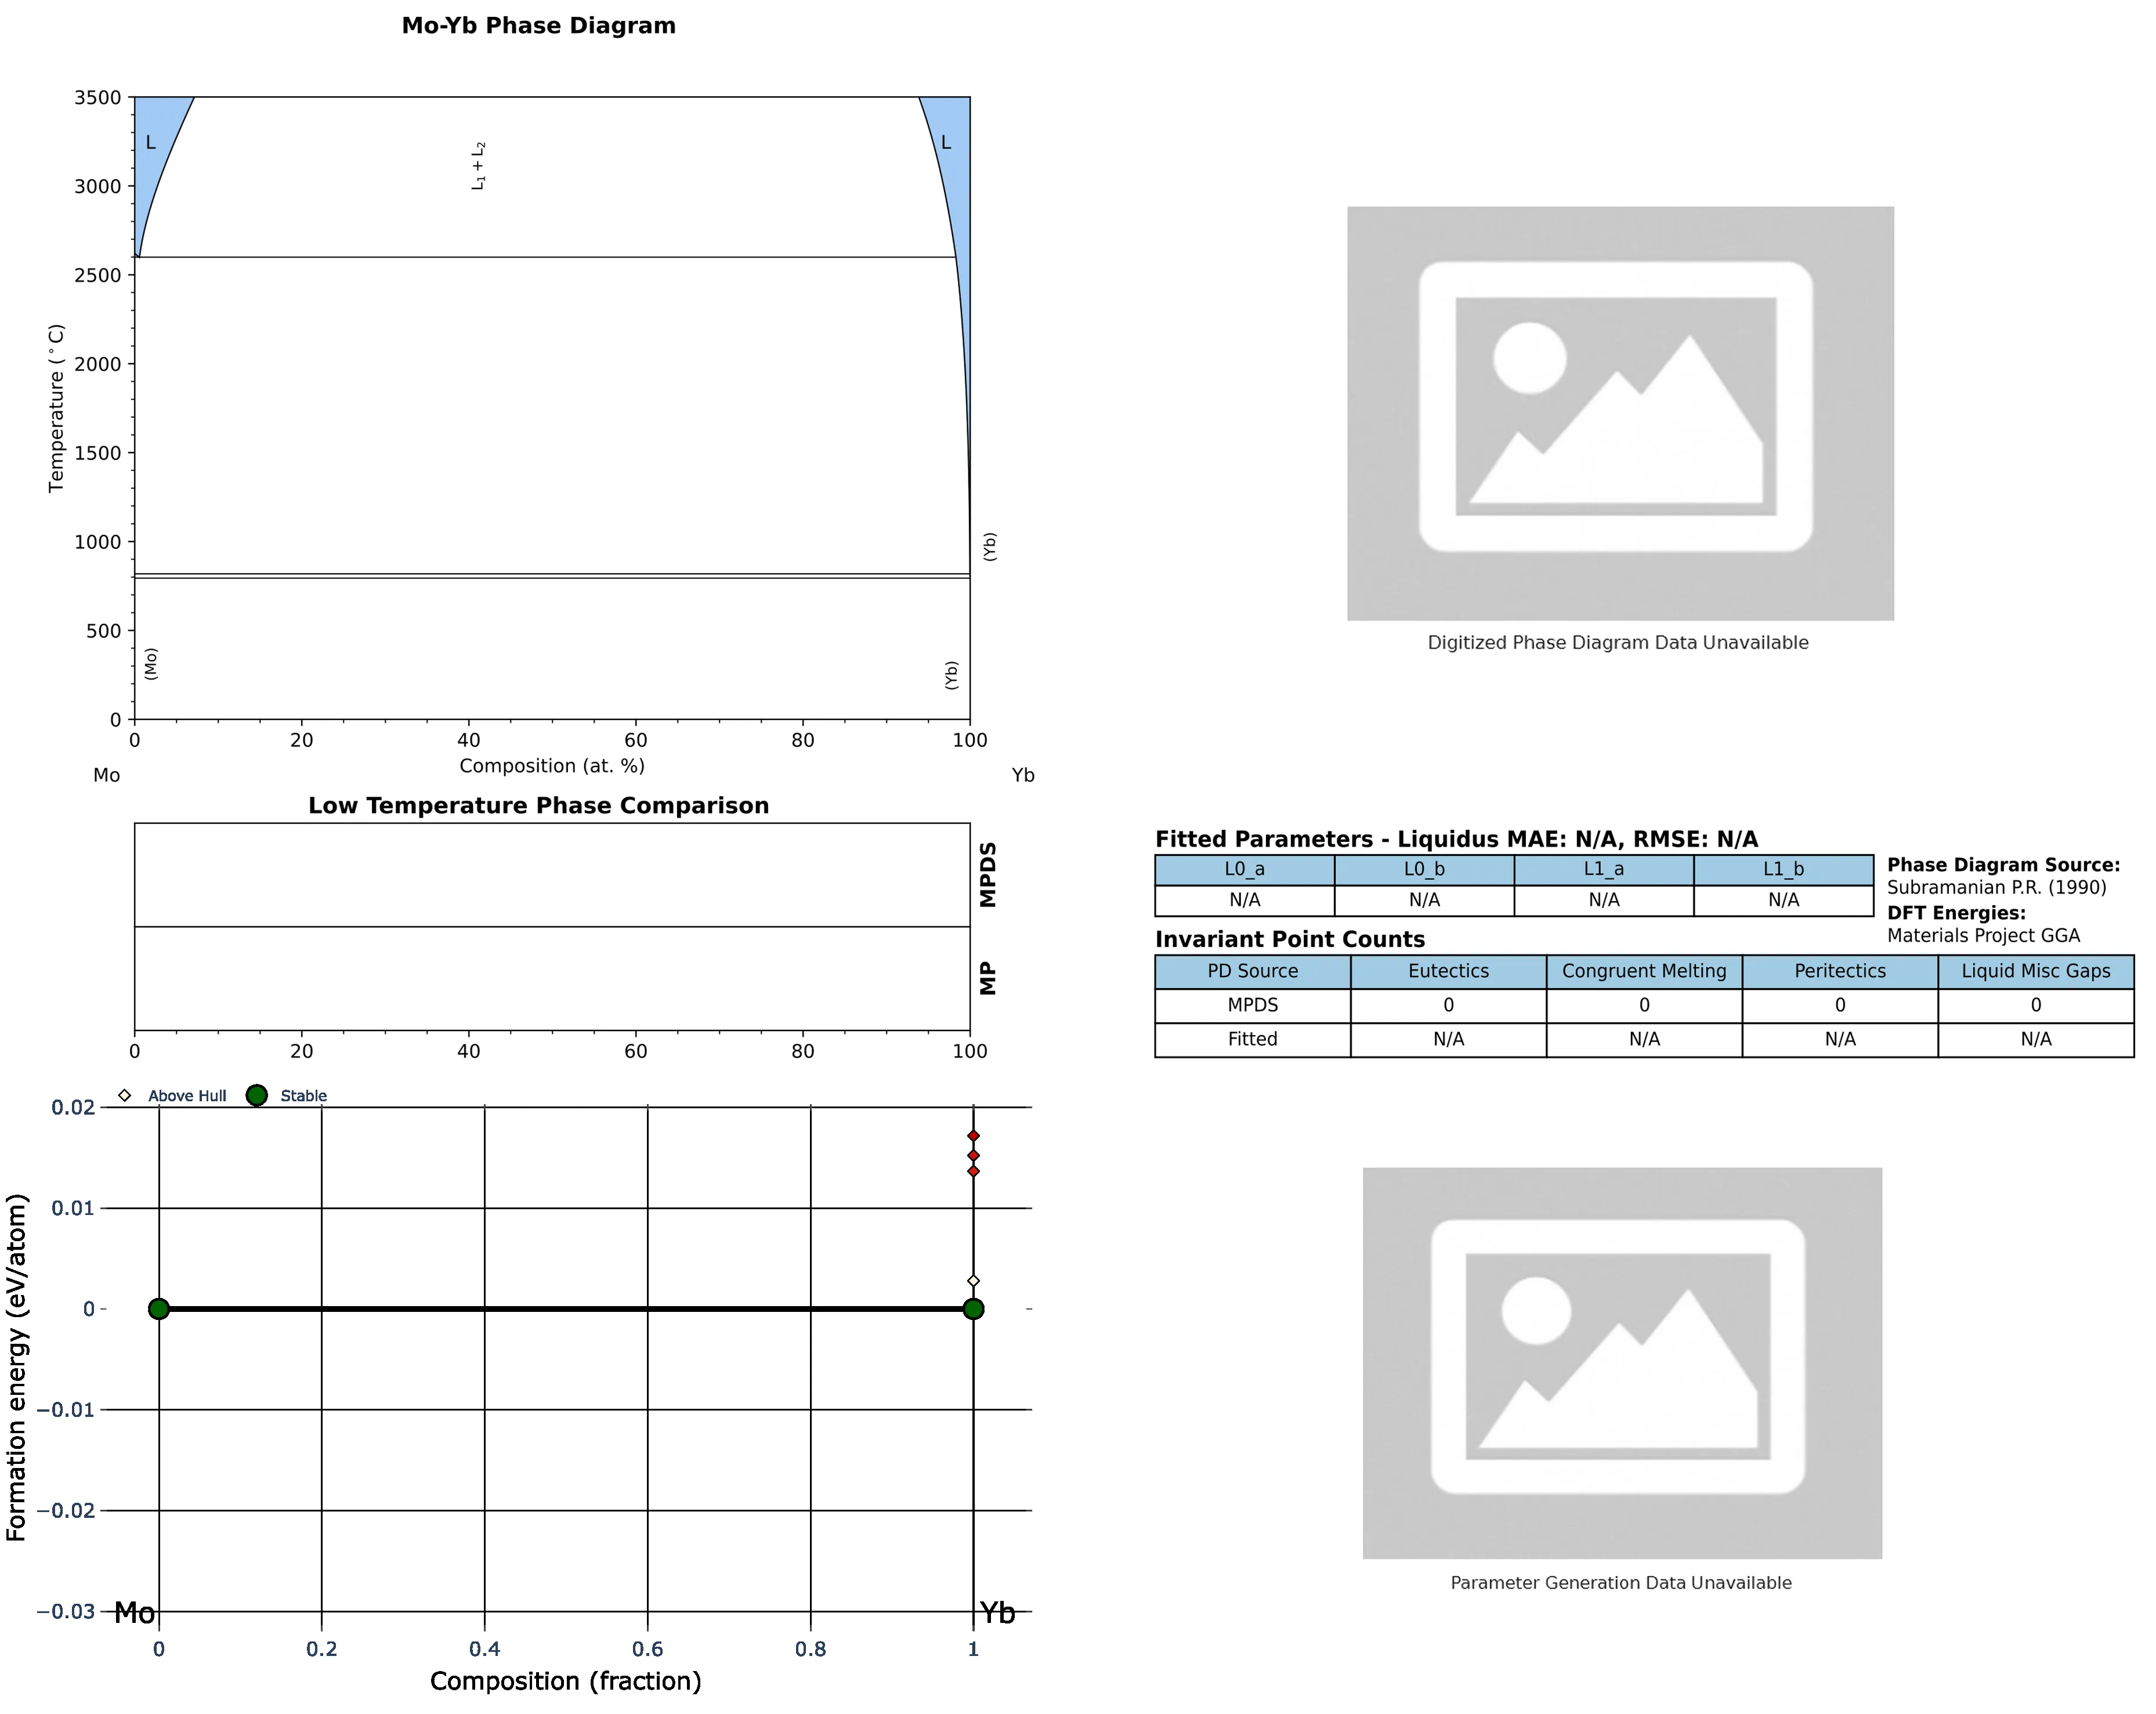 Mo-Yb Phase Diagram
3500
3000
2500
2000
1500
1000
500
0
Temperature (°C)
L
L₁ + L₂
L
(Yb)
(Mo)
(Yb)
0 20 40 60 80 100
Composition (at. %)
Mo Yb
Digitized Phase Diagram Data Unavailable
Low Temperature Phase Comparison
MPDS
MP
0 20 40 60 80 100
Fitted Parameters - Liquidus MAE: N/A, RMSE: N/A
L0_a L0_b L1_a L1_b
N/A N/A N/A N/A
Phase Diagram Source:
Subramanian P.R. (1990)
DFT Energies:
Materials Project GGA
Invariant Point Counts
PD Source Eutectics Congruent Melting Peritectics Liquid Misc Gaps
MPDS 0 0 0 0
Fitted N/A N/A N/A N/A
Above Hull Stable
0.02
0.01
0
−0.01
−0.02
−0.03
Formation energy (eV/atom)
Mo Yb
0 0.2 0.4 0.6 0.8 1
Composition (fraction)
Parameter Generation Data Unavailable